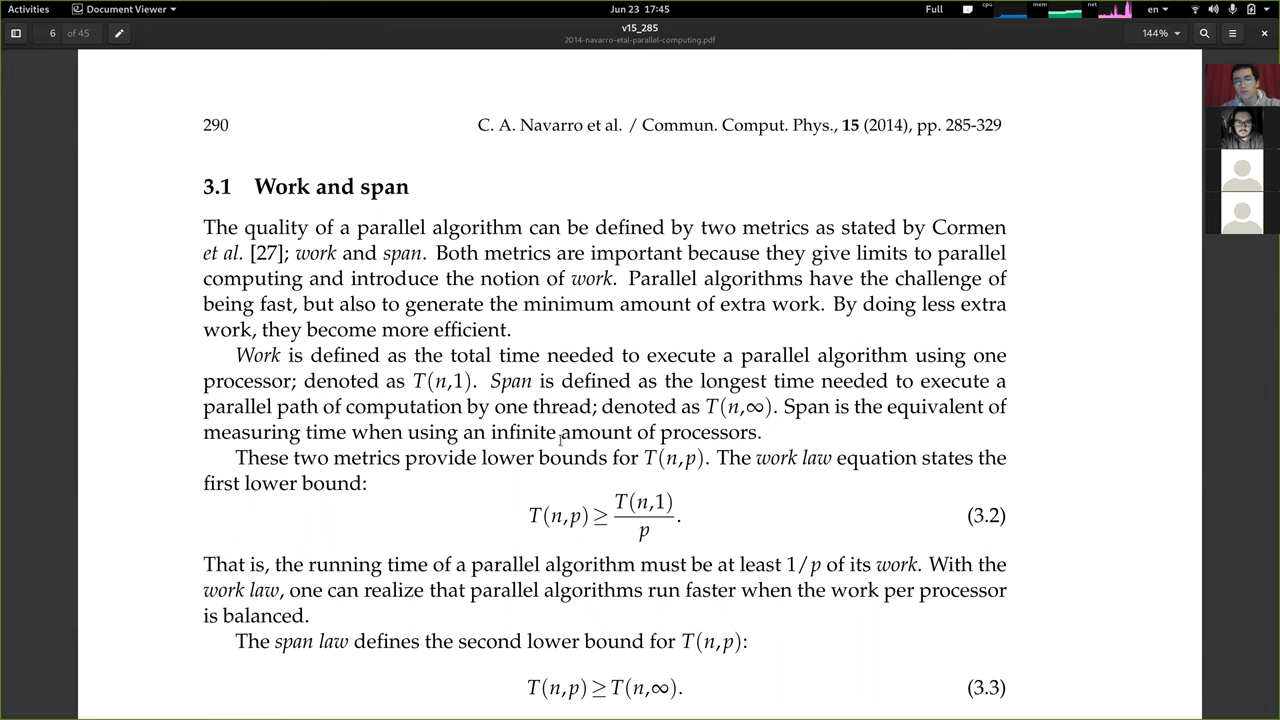 Activities
Document Viewer
Jun 23 17:45
Full
cpu
mem
net
en
6 of 45
v15_285
2014-navarro-etal-parallel-computing.pdf
144%
290
C. A. Navarro et al. / Commun. Comput. Phys., 15 (2014), pp. 285-329
3.1 Work and span
The quality of a parallel algorithm can be defined by two metrics as stated by Cormen
et al. [27]; work and span. Both metrics are important because they give limits to parallel
computing and introduce the notion of work. Parallel algorithms have the challenge of
being fast, but also to generate the minimum amount of extra work. By doing less extra
work, they become more efficient.
Work is defined as the total time needed to execute a parallel algorithm using one
processor; denoted as T(n,1). Span is defined as the longest time needed to execute a
parallel path of computation by one thread; denoted as T(n,∞). Span is the equivalent of
measuring time when using an infinite amount of processors.
These two metrics provide lower bounds for T(n,p). The work law equation states the
first lower bound:
T(n,p) ≥ T(n,1)/p. (3.2)
That is, the running time of a parallel algorithm must be at least 1/p of its work. With the
work law, one can realize that parallel algorithms run faster when the work per processor
is balanced.
The span law defines the second lower bound for T(n,p):
T(n,p) ≥ T(n,∞). (3.3)